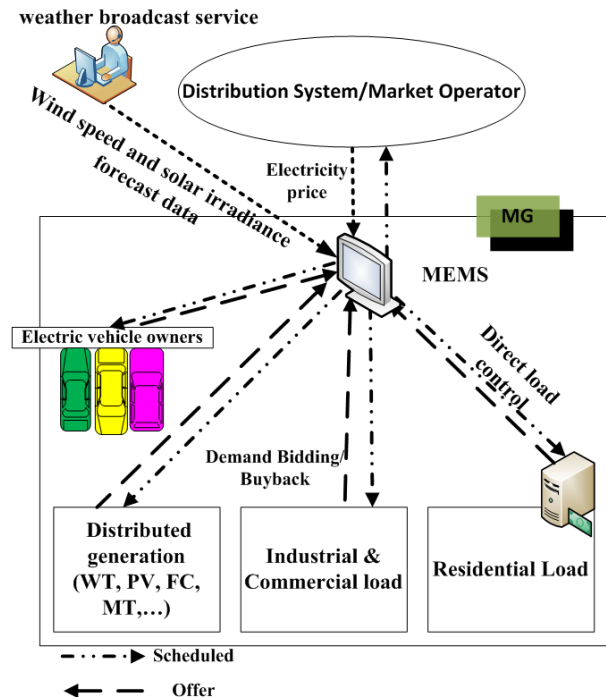 weather broadcast service
Distribution System/Market Operator
Wind speed and solar irradiance
forecast data
Electricity
price
MG
MEMS
Electric vehicle owners
Direct load
control
Demand Bidding/
Buyback
Distributed
generation
(WT, PV, FC,
MT,...)
Industrial &
Commercial load
Residential Load
Scheduled
Offer